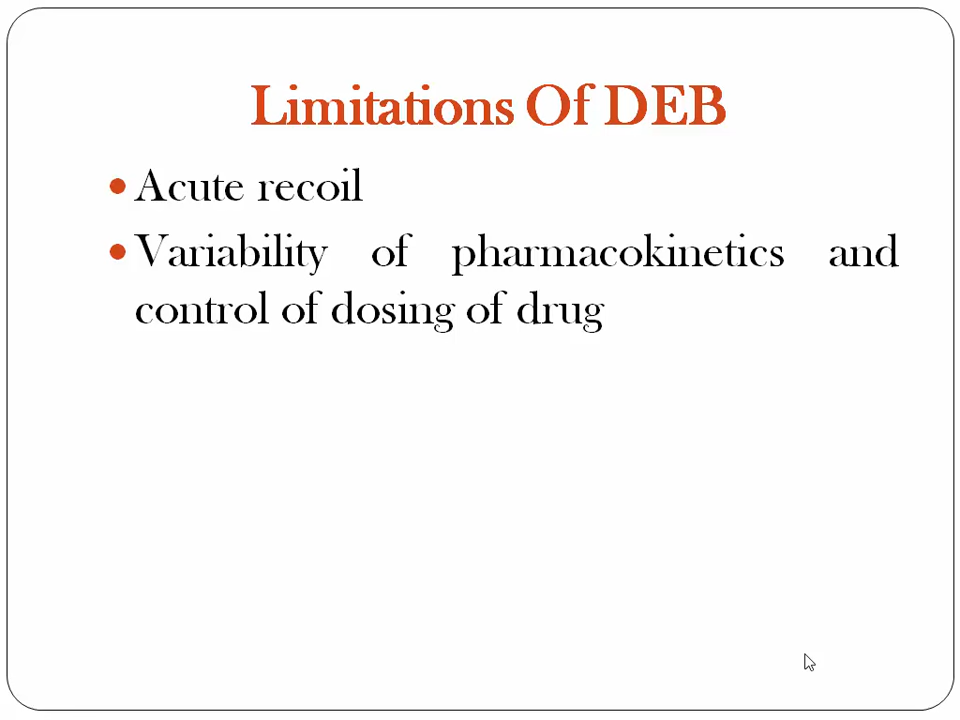 Limitations Of DEB
Acute recoil
Variability of pharmacokinetics and
control of dosing of drug